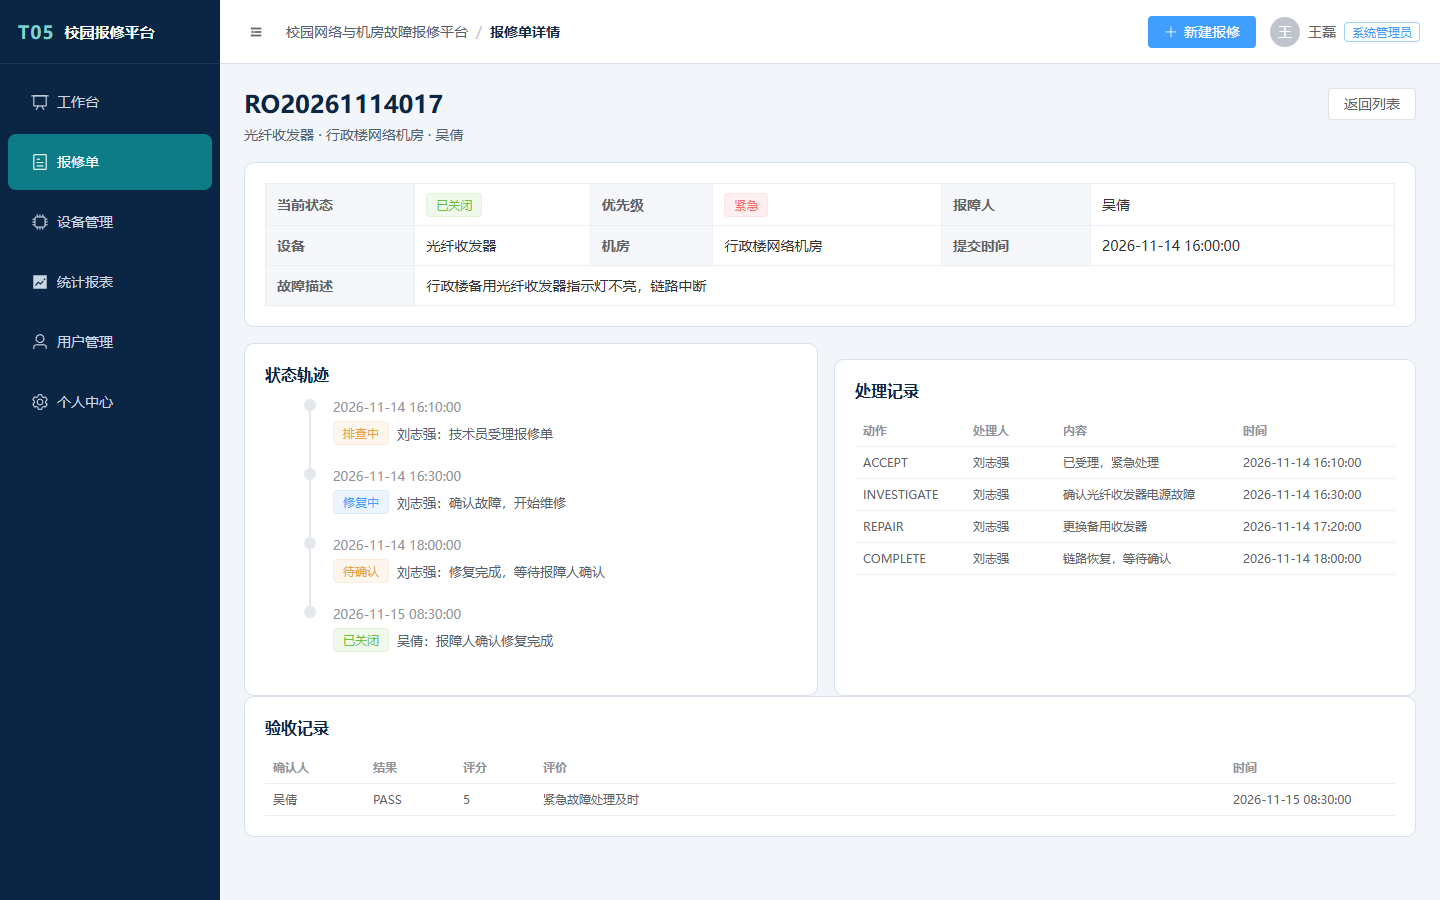 T05 校园报修平台
工作台
报修单
设备管理
统计报表
用户管理
个人中心
校园网络与机房故障报修平台 / 报修单详情
+ 新建报修
王 王磊 系统管理员
RO20261114017
光纤收发器 · 行政楼网络机房 · 吴倩
返回列表
当前状态 已关闭 优先级 紧急 报障人 吴倩
设备 光纤收发器 机房 行政楼网络机房 提交时间 2026-11-14 16:00:00
故障描述 行政楼备用光纤收发器指示灯不亮，链路中断
状态轨迹
2026-11-14 16:10:00
排查中 刘志强：技术员受理报修单
2026-11-14 16:30:00
修复中 刘志强：确认故障，开始维修
2026-11-14 18:00:00
待确认 刘志强：修复完成，等待报障人确认
2026-11-15 08:30:00
已关闭 吴倩：报障人确认修复完成
处理记录
动作 处理人 内容 时间
ACCEPT 刘志强 已受理，紧急处理 2026-11-14 16:10:00
INVESTIGATE 刘志强 确认光纤收发器电源故障 2026-11-14 16:30:00
REPAIR 刘志强 更换备用收发器 2026-11-14 17:20:00
COMPLETE 刘志强 链路恢复，等待确认 2026-11-14 18:00:00
验收记录
确认人 结果 评分 评价 时间
吴倩 PASS 5 紧急故障处理及时 2026-11-15 08:30:00